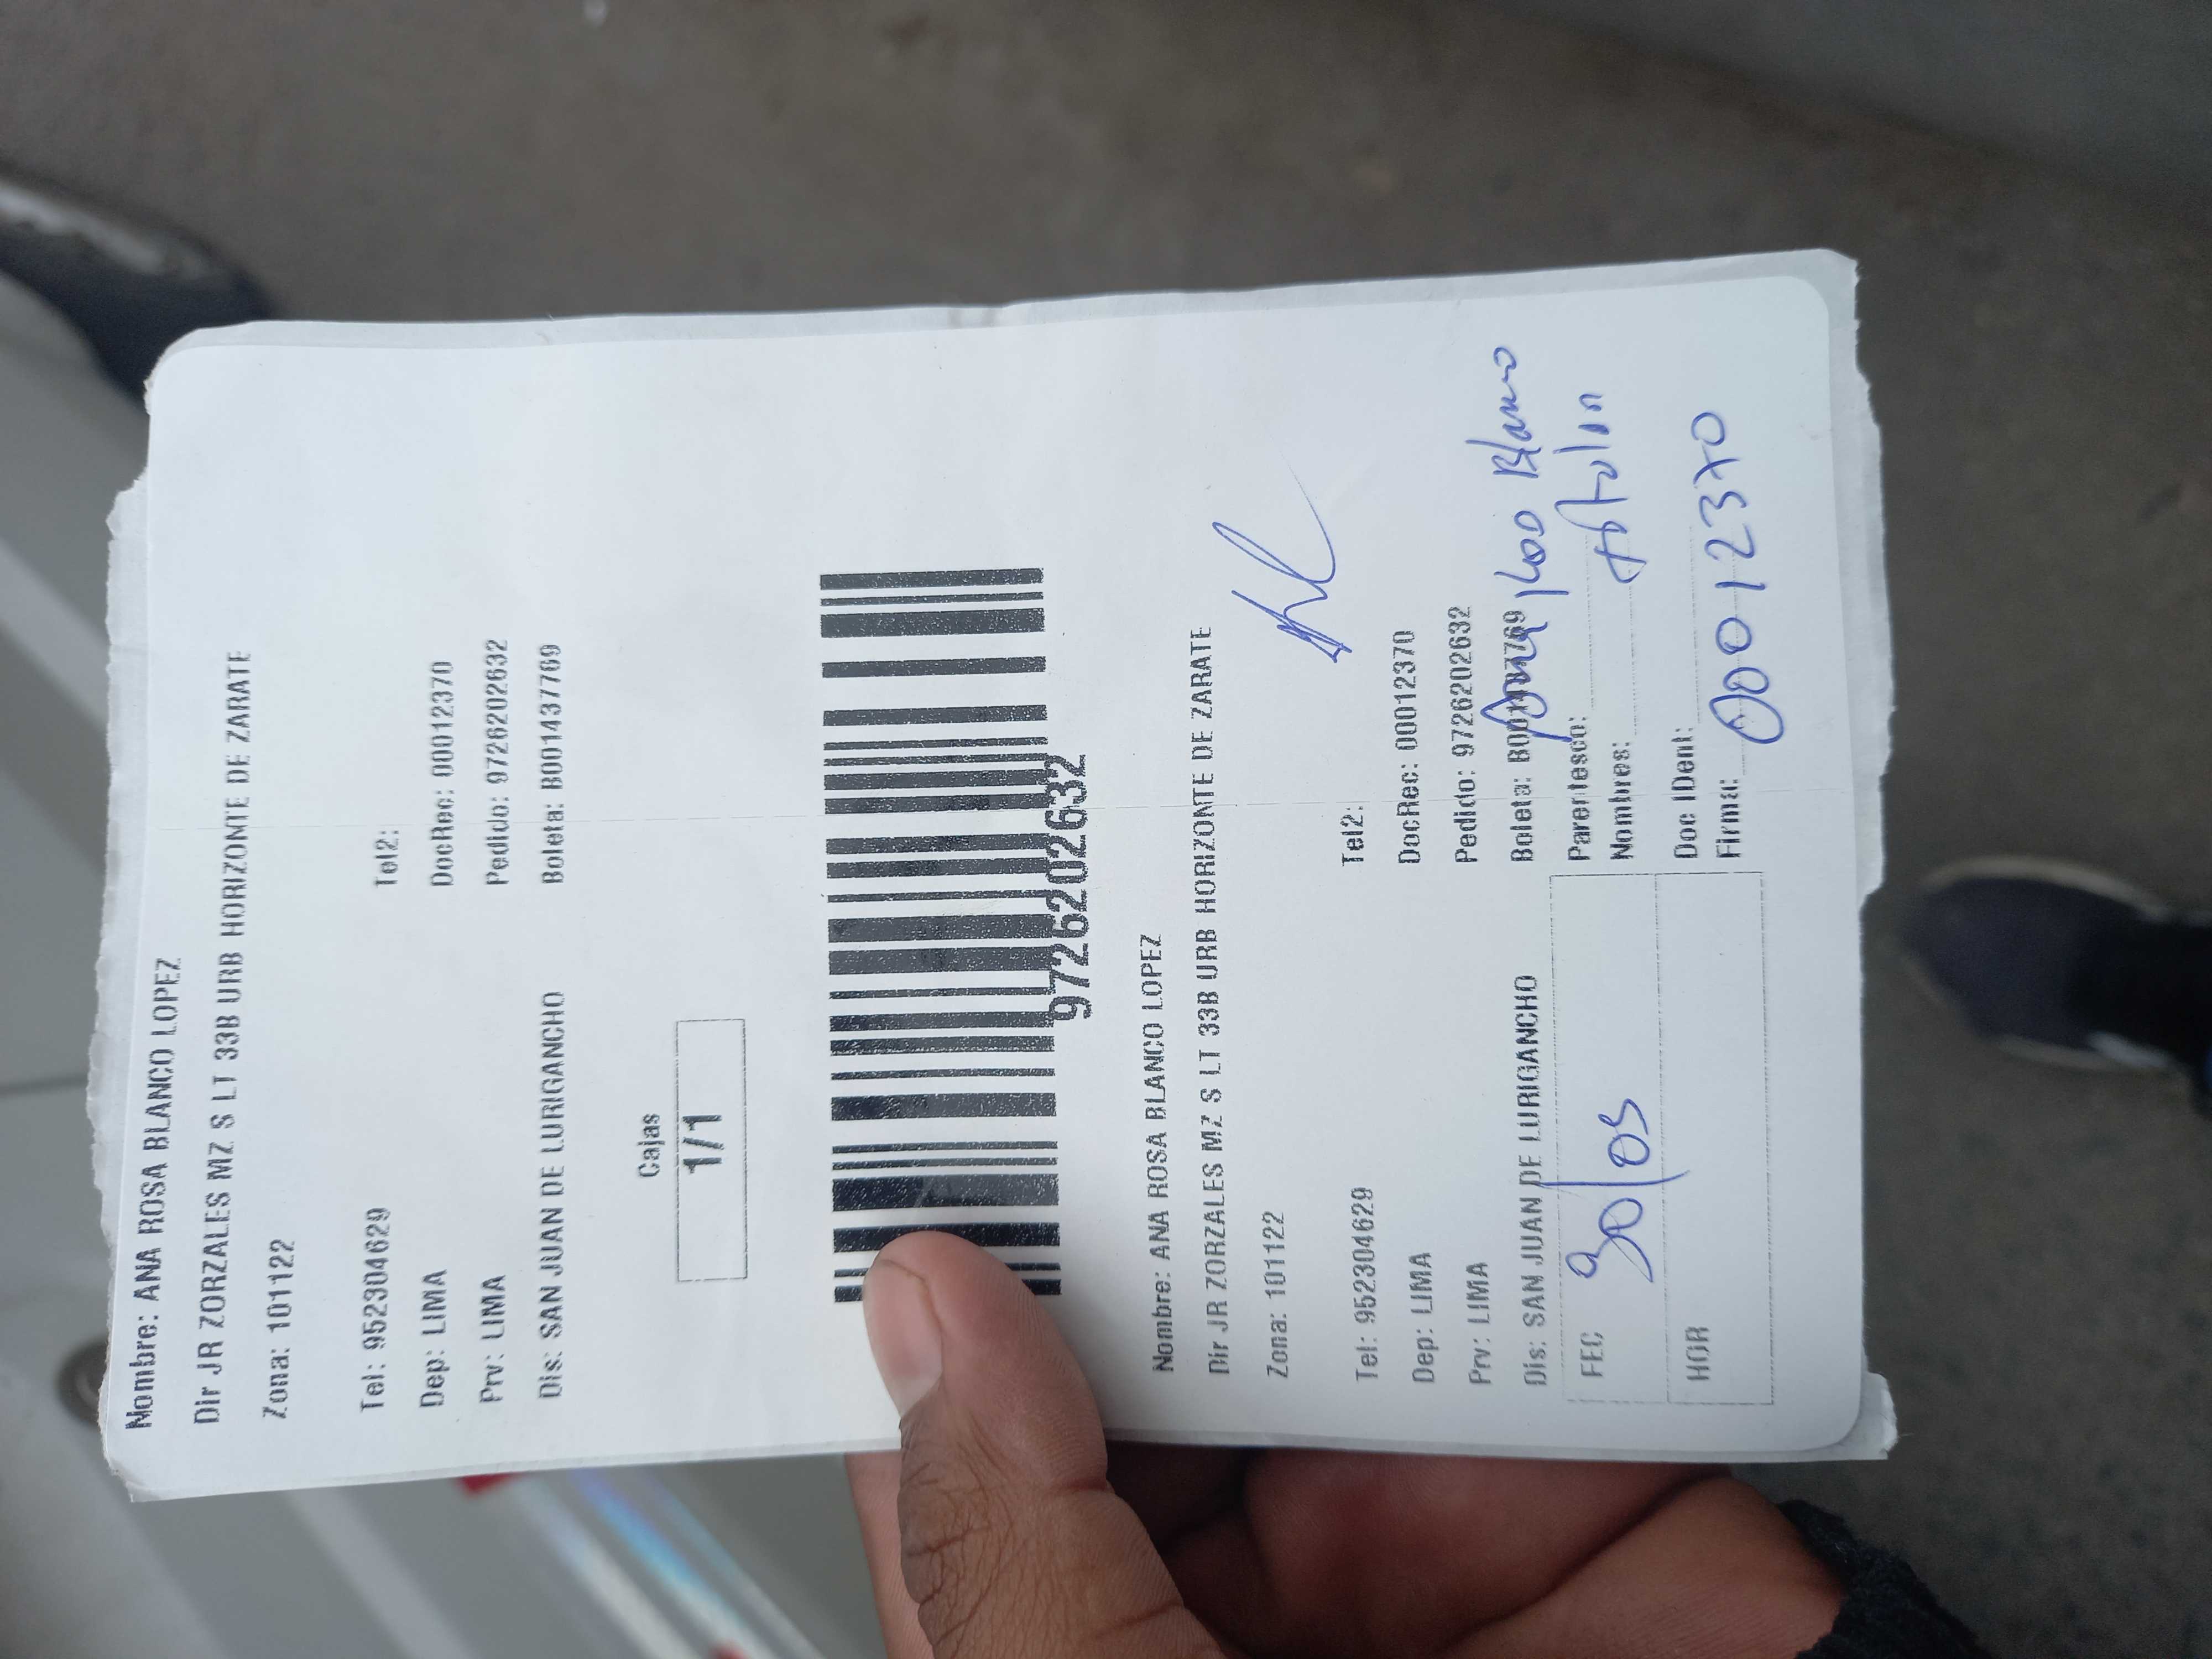 Nombre: ANA ROSA BLANCO LOPEZ
Dir JR ZORZALES MZ S LT 33B URB HORIZONTE DE ZARATE
Zona: 101122
Tel: 952304629 Tel2:
Dep: LIMA DocRec: 00012370
Prv: LIMA Pedido: 9726202632
Dis: SAN JUAN DE LURIGANCHO Boleta: B001437769
Cajas
1/1
9726202632
Nombre: ANA ROSA BLANCO LOPEZ
Dir JR ZORZALES MZ S LT 33B URB HORIZONTE DE ZARATE
Zona: 101122
Tel: 952304629 Tel2:
Dep: LIMA DocRec: 00012370
Prv: LIMA Pedido: 9726202632
Dis: SAN JUAN DE LURIGANCHO Boleta:
FEC 30/05 Parentesco: Blanco
Nombres: titular
HOR Doc IDent: 00012370
Firma: